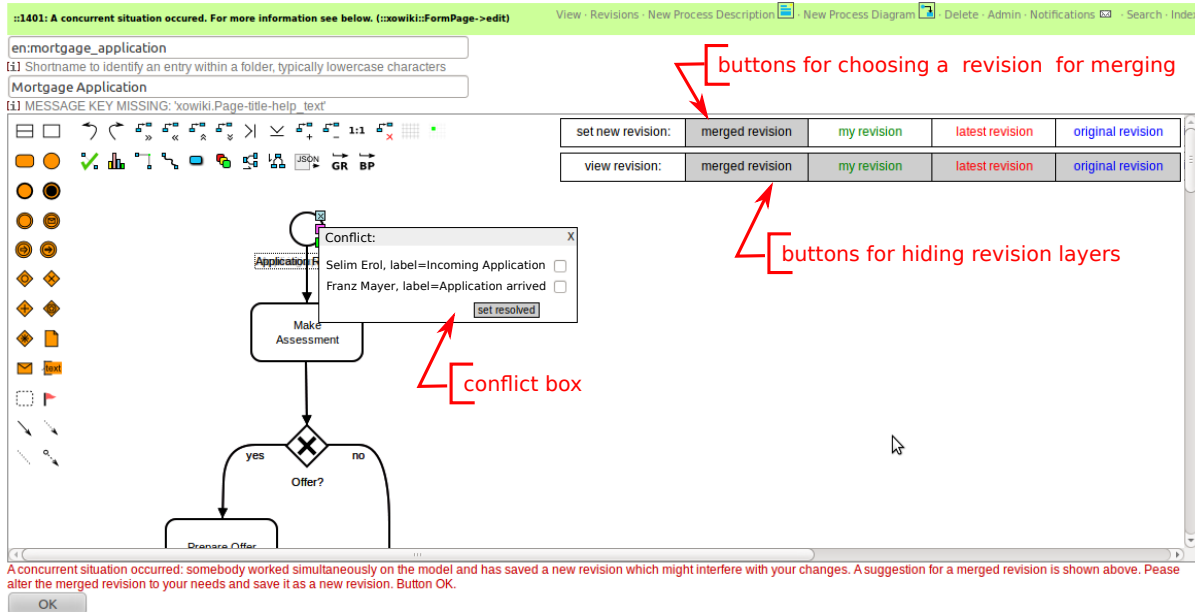 ::1401: A concurrent situation occured. For more information see below. (::xowiki::FormPage->edit)
View · Revisions · New Process Description · New Process Diagram · Delete · Admin · Notifications · Search · Index
en:mortgage_application
[i] Shortname to identify an entry within a folder, typically lowercase characters
Mortgage Application
[i] MESSAGE KEY MISSING: 'xowiki.Page-title-help_text'
buttons for choosing a revision for merging
1:1
set new revision: merged revision my revision latest revision original revision
JSON GR BP
view revision: merged revision my revision latest revision original revision
Conflict: X
Application
Selim Erol, label=Incoming Application
Franz Mayer, label=Application arrived
set resolved
buttons for hiding revision layers
Make
Assessment
text
conflict box
yes no
Offer?
Prepare Offer
A concurrent situation occurred: somebody worked simultaneously on the model and has saved a new revision which might interfere with your changes. A suggestion for a merged revision is shown above. Pease
alter the merged revision to your needs and save it as a new revision. Button OK.
OK